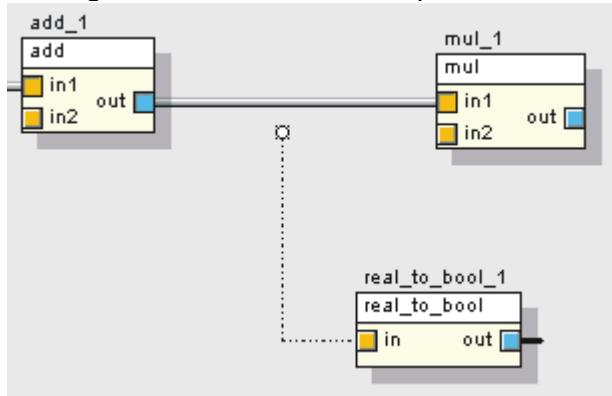 add_1
add
in1
out
in2
mul_1
mul
in1
out
in2
real_to_bool_1
real_to_bool
in
out